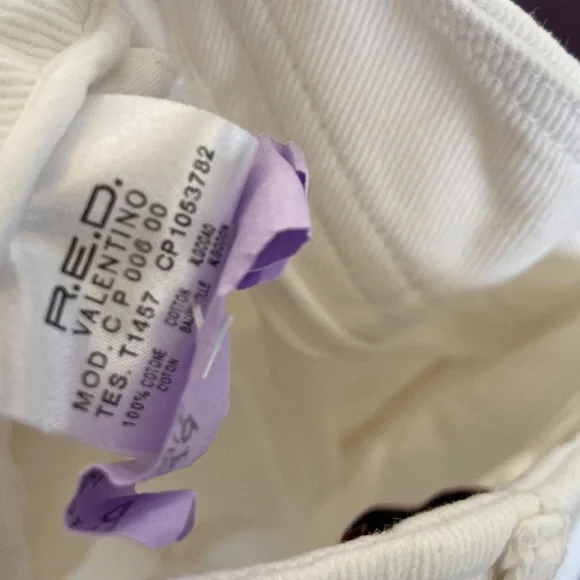 R.E.D.
VALENTINO
MOD. C P 006 00
TES. T1457 CP1053782
100% COTONE COTTON
COTON